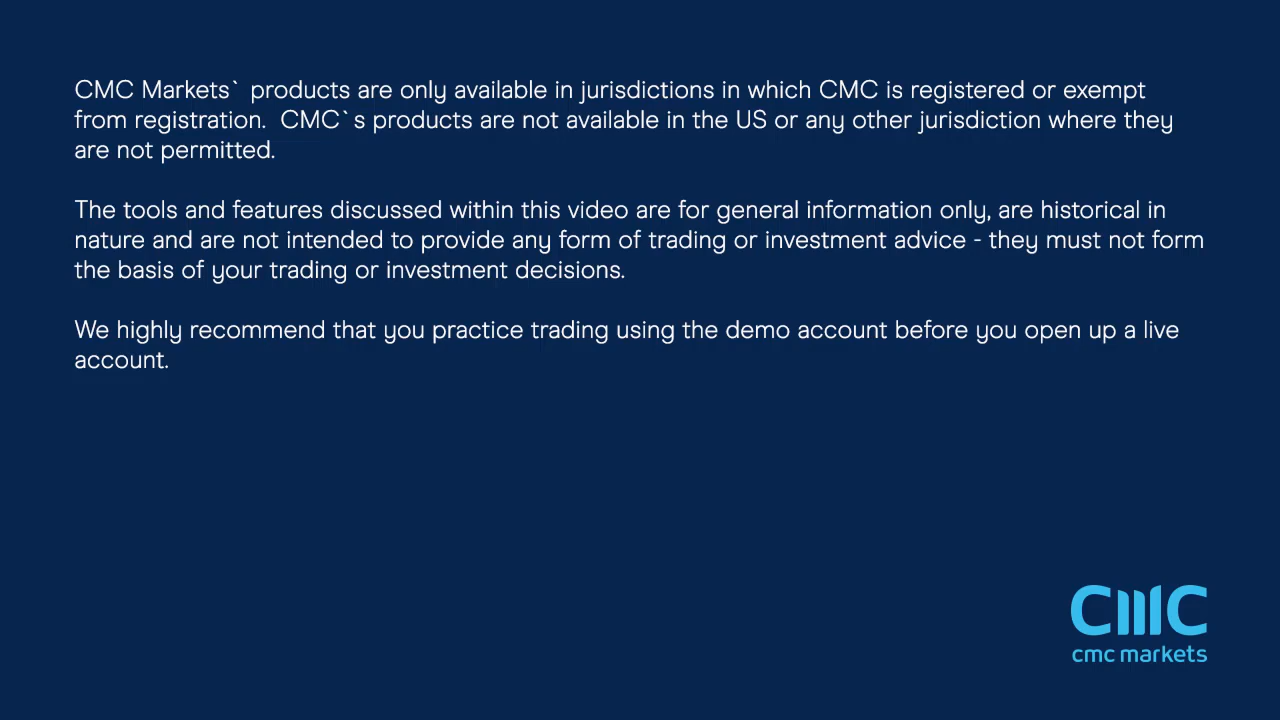 CMC Markets` products are only available in jurisdictions in which CMC is registered or exempt
from registration.  CMC`s products are not available in the US or any other jurisdiction where they
are not permitted.
The tools and features discussed within this video are for general information only, are historical in
nature and are not intended to provide any form of trading or investment advice - they must not form
the basis of your trading or investment decisions.
We highly recommend that you practice trading using the demo account before you open up a live
account.
CMC
cmc markets